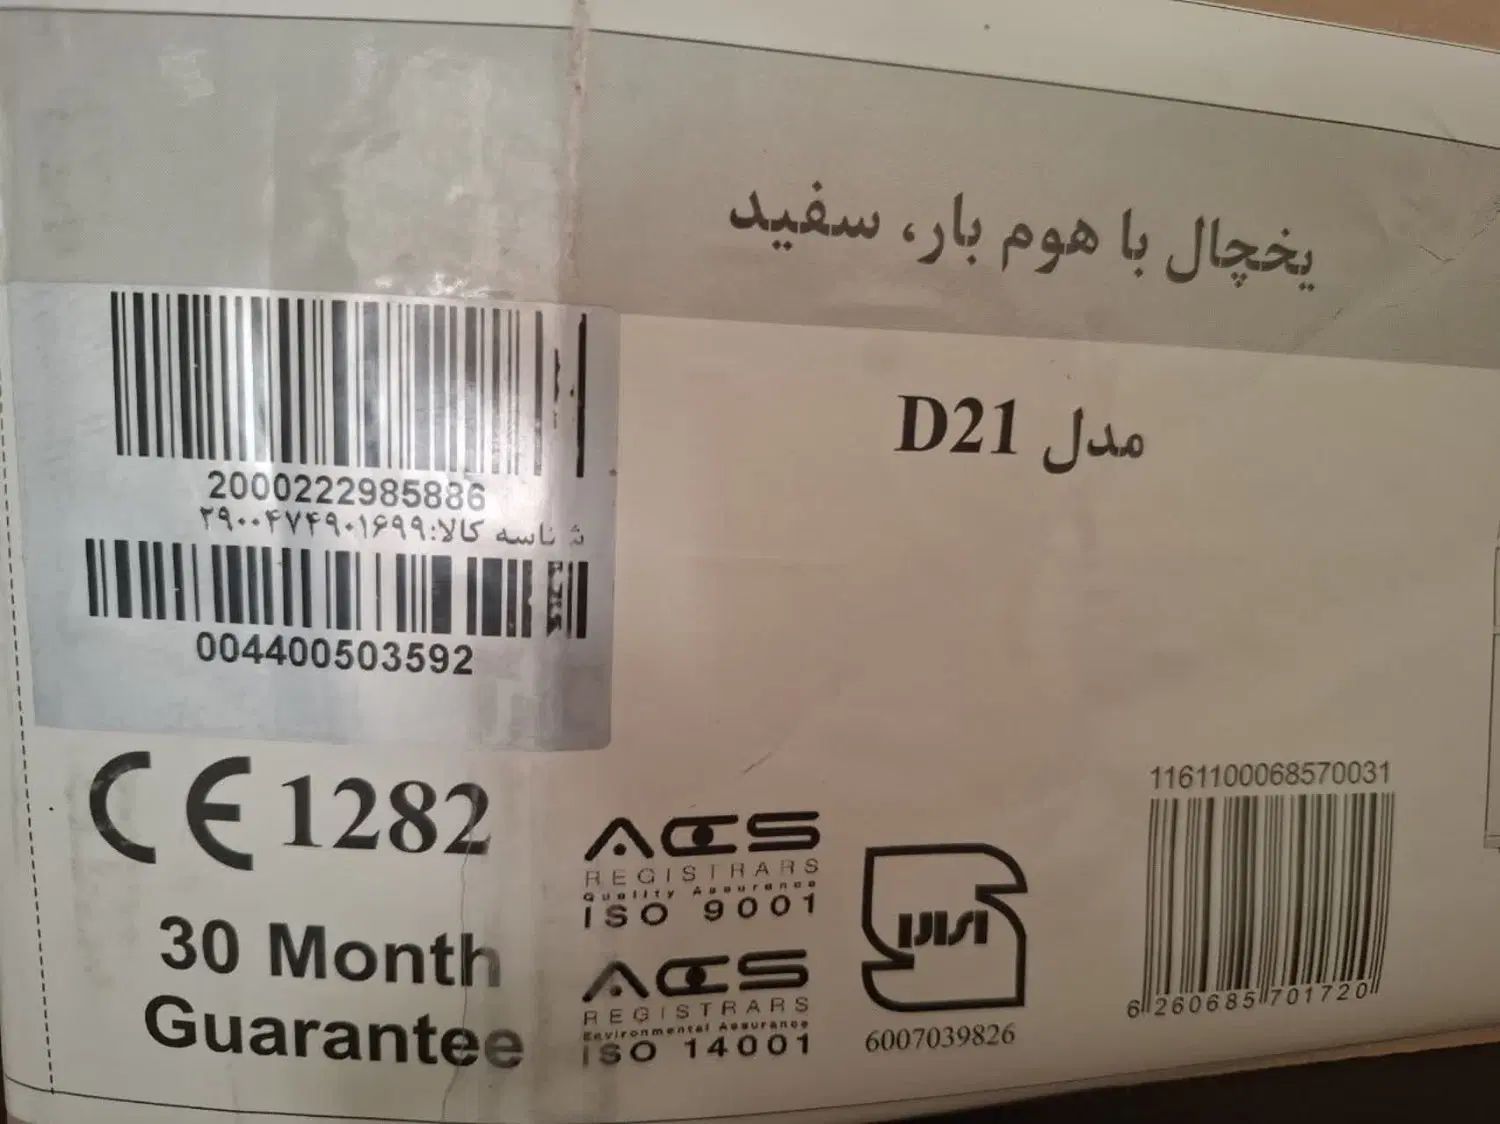 یخچال با هوم بار، سفید
مدل D21
2000222985886
شناسه کالا:۲۹۰۰۴۷۴۹۰۱۶۹۹
004400503592
CE 1282
30 Month
Guarantee
ACS
REGISTRARS
Quality Assurance
ISO 9001
ACS
REGISTRARS
Environmental Assurance
ISO 14001
6007039826
1161100068570031
6260685701720